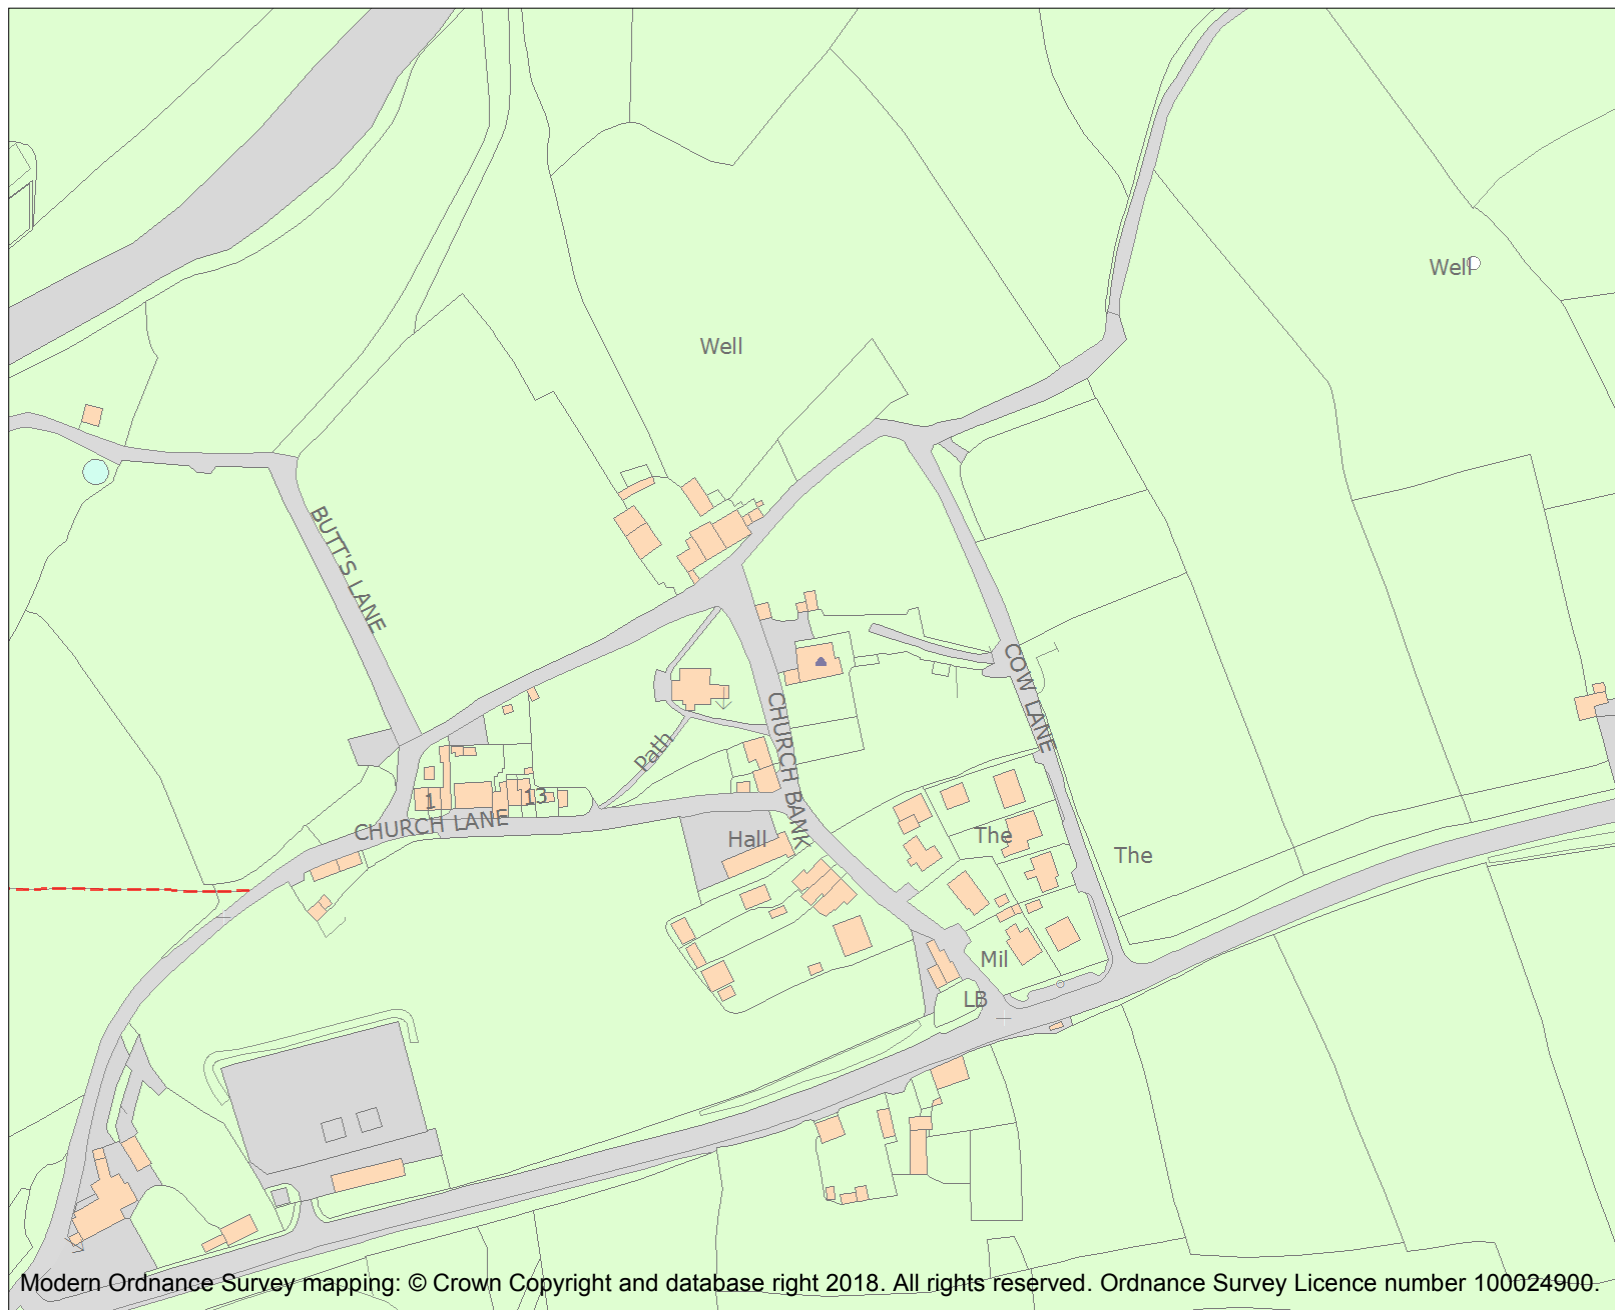 Well
Well
BUTT'S LANE
COW LANE
CHURCH BANK
Path
1
13
CHURCH LANE
Hall
The
The
Mil
LB
Modern Ordnance Survey mapping: © Crown Copyright and database right 2018. All rights reserved. Ordnance Survey Licence number 100024900.